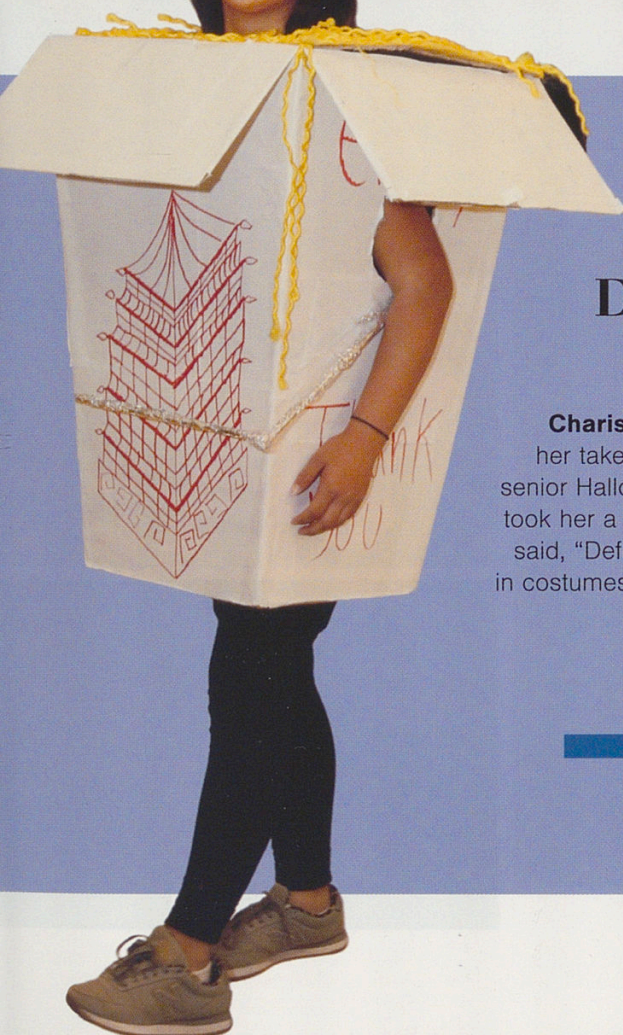 Thank
you
D
Charis
her take
senior Hallo
took her a
said, “Def
in costumes